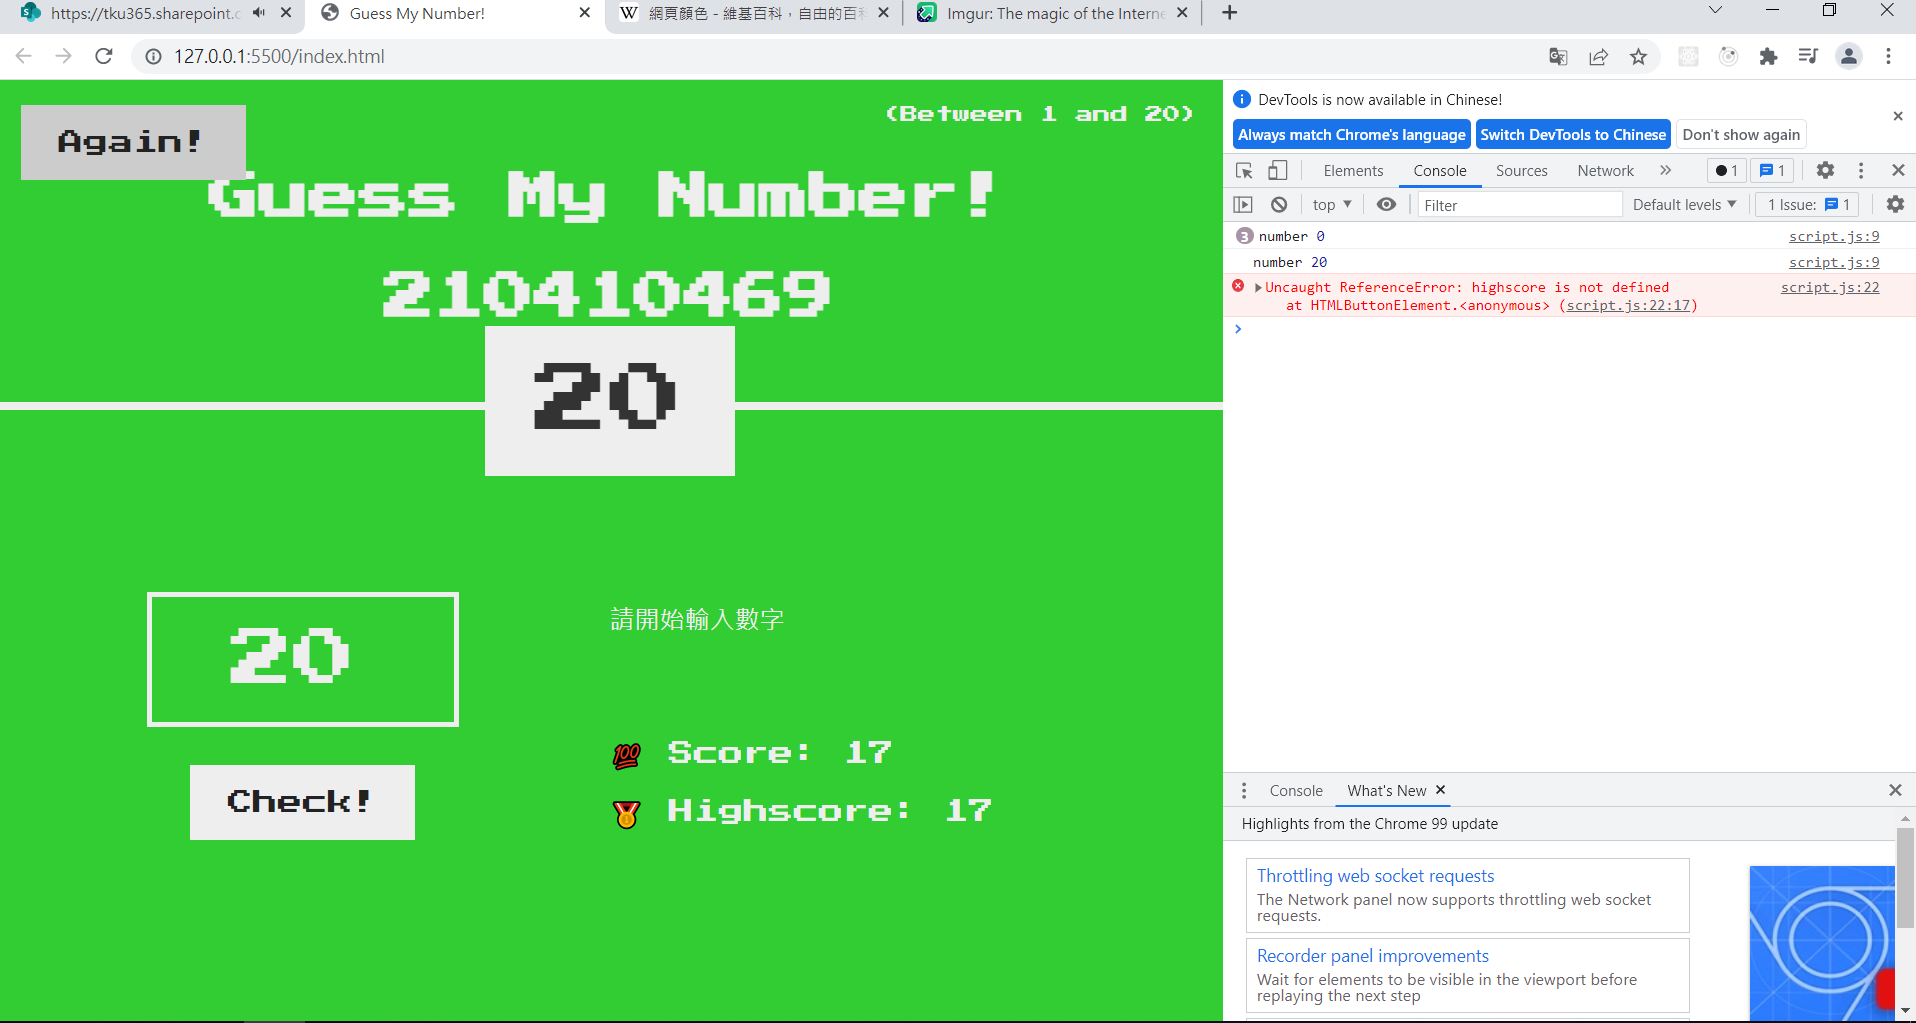 https://tku365.sharepoint.c
Guess My Number!
網頁顏色 - 維基百科，自由的百科
Imgur: The magic of the Interne
127.0.0.1:5500/index.html
Again!
(Between 1 and 20)
Guess My Number!
210410469
20
20
請開始輸入數字
Check!
💯 Score: 17
🏅 Highscore: 17
DevTools is now available in Chinese!
Always match Chrome's language
Switch DevTools to Chinese
Don't show again
Elements
Console
Sources
Network
1
1
top
Filter
Default levels
1 Issue: 1
3 number 0 script.js:9
number 20 script.js:9
Uncaught ReferenceError: highscore is not defined script.js:22
at HTMLButtonElement.<anonymous> (script.js:22:17)
Console
What's New
Highlights from the Chrome 99 update
Throttling web socket requests
The Network panel now supports throttling web socket
requests.
Recorder panel improvements
Wait for elements to be visible in the viewport before
replaying the next step